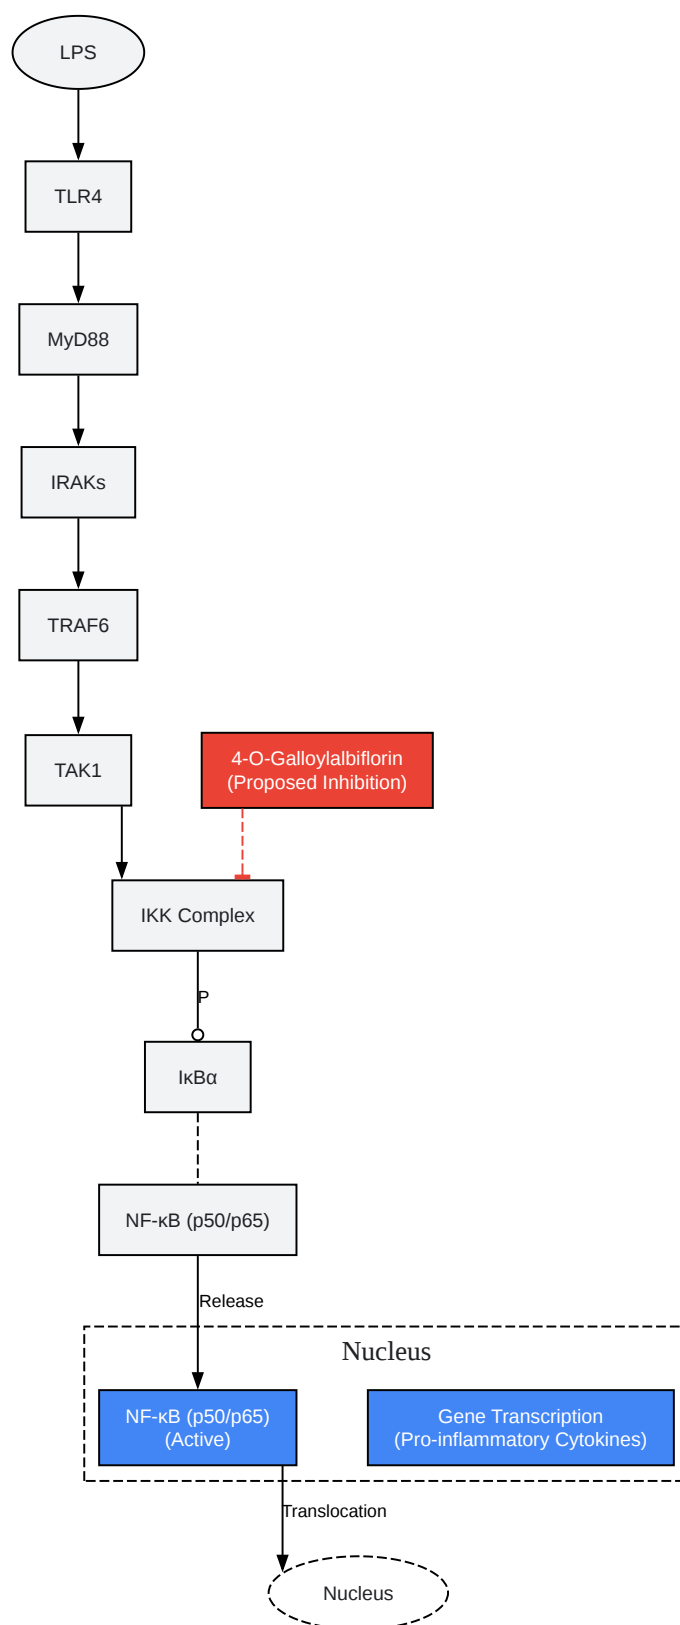 LPS
TLR4
MyD88
IRAKs
TRAF6
TAK1
4-O-Galloylalbiflorin
(Proposed Inhibition)
IKK Complex
P
IκBα
NF-κB (p50/p65)
Release
Nucleus
NF-κB (p50/p65)
(Active)
Gene Transcription
(Pro-inflammatory Cytokines)
Translocation
Nucleus